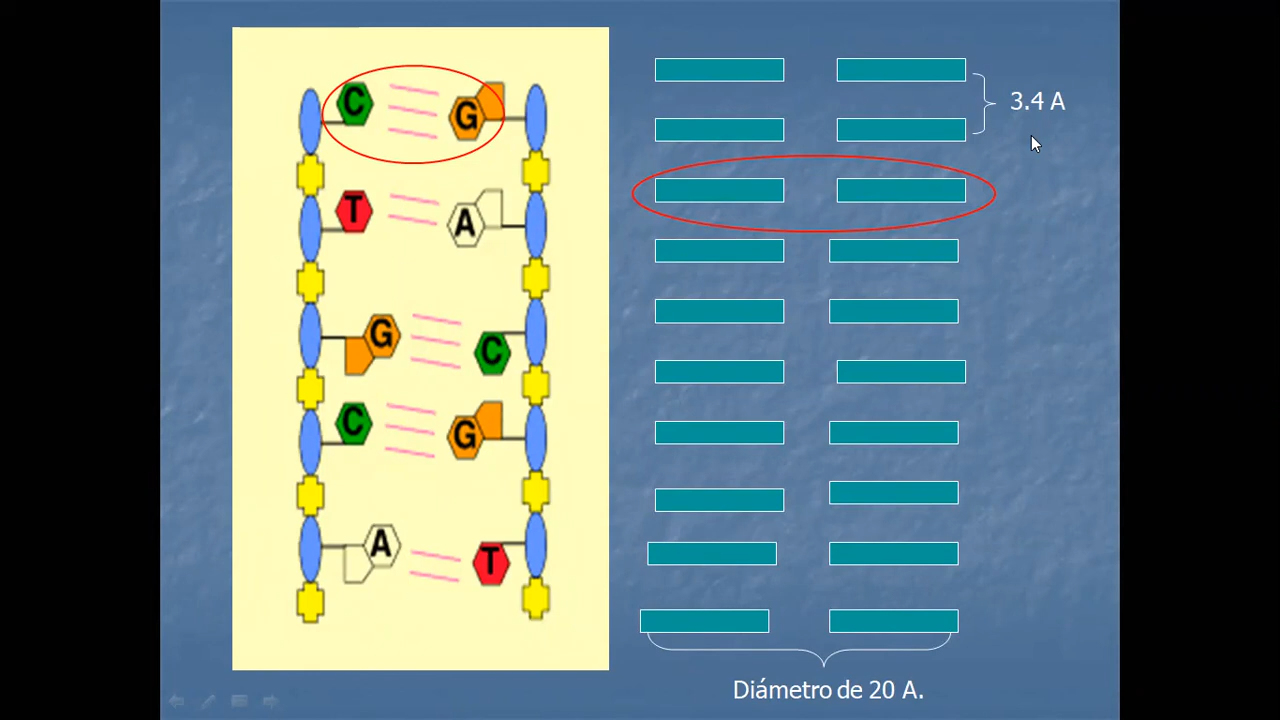 C G
T A
G C
C G
A T
3.4 A
Diámetro de 20 A.